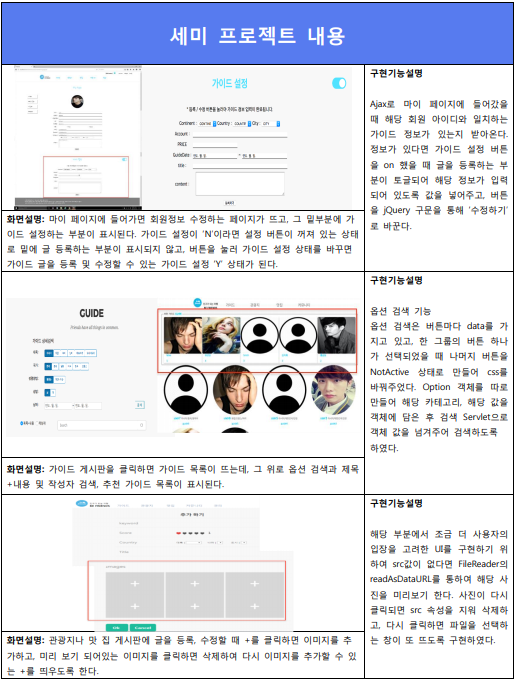 세미 프로젝트 내용
가이드 설정
* 등록 / 수정 버튼을 눌러야 가이드 정보 입력이 완료됩니다.
Continent : Country : City :
Account :
PRICE
GuideDate :
title :
content :
구현기능설명
Ajax로 마이 페이지에 들어갔을
때 해당 회원 아이디와 일치하는
가이드 정보가 있는지 받아온다.
정보가 있다면 가이드 설정 버튼
을 on 했을 때 글을 등록하는 부
분이 토글되어 해당 정보가 입력
되어 있도록 값을 넣어주고, 버튼
을 jQuery 구문을 통해 '수정하기'
로 바꾼다.
화면설명: 마이 페이지에 들어가면 회원정보 수정하는 페이지가 뜨고, 그 밑부분에 가
이드 설정하는 부분이 표시된다. 가이드 설정이 'N'이라면 설정 버튼이 꺼져 있는 상태
로 밑에 글 등록하는 부분이 표시되지 않고, 버튼을 눌러 가이드 설정 상태를 바꾸면
가이드 글을 등록 및 수정할 수 있는 가이드 설정 'Y' 상태가 된다.
GUIDE
구현기능설명
옵션 검색 기능
옵션 검색은 버튼마다 data를 가
지고 있고, 한 그룹의 버튼 하나
가 선택되었을 때 나머지 버튼을
NotActive 상태로 만들어 css를
바꿔주었다. Option 객체를 따로
만들어 해당 카테고리, 해당 값을
객체에 담은 후 검색 Servlet으로
객체 값을 넘겨주어 검색하도록
하였다.
화면설명: 가이드 게시판을 클릭하면 가이드 목록이 뜨는데, 그 위로 옵션 검색과 제목
+내용 및 작성자 검색, 추천 가이드 목록이 표시된다.
구현기능설명
해당 부분에서 조금 더 사용자의
입장을 고려한 UI를 구현하기 위
하여 src값이 없다면 FileReader의
readAsDataURL를 통하여 해당 사
진을 미리보기 한다. 사진이 다시
클릭되면 src 속성을 지워 삭제하
고, 다시 클릭하면 파일을 선택하
는 창이 또 뜨도록 구현하였다.
화면설명: 관광지나 맛 집 게시판에 글을 등록, 수정할 때 +를 클릭하면 이미지를 추
가하고, 미리 보기 되어있는 이미지를 클릭하면 삭제하여 다시 이미지를 추가할 수 있
는 +를 띄우도록 한다.